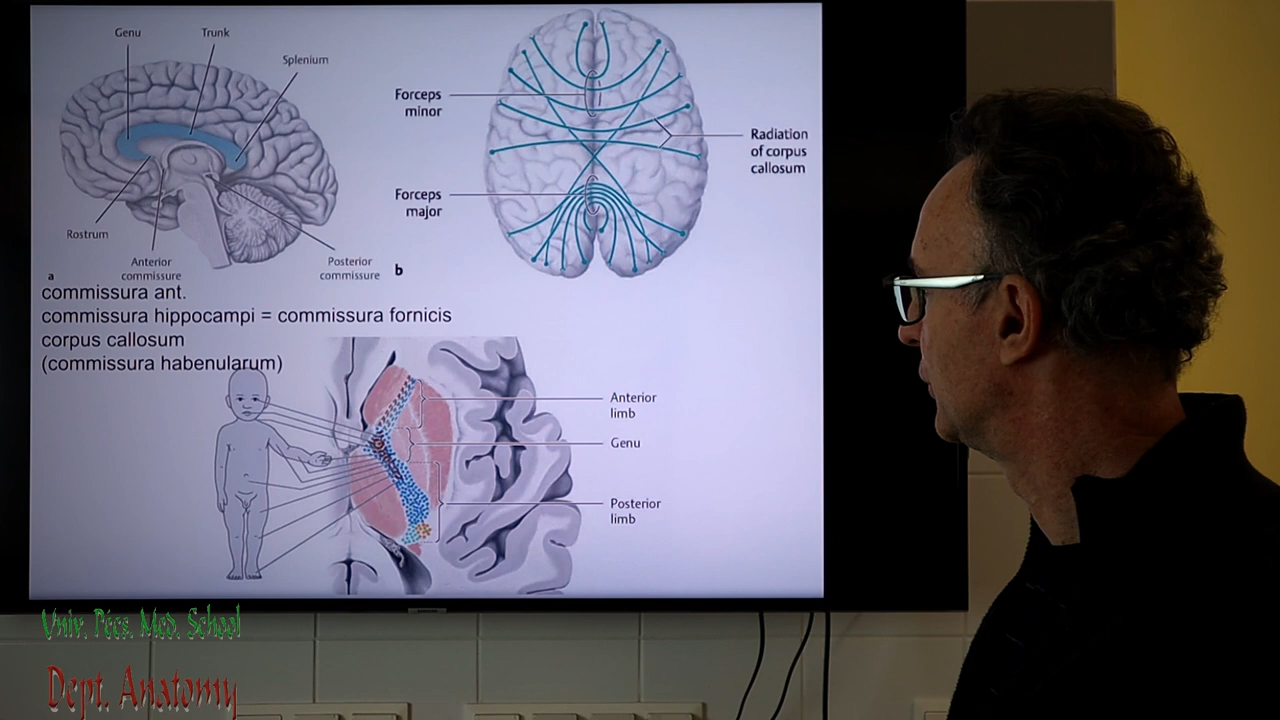 Genu
Trunk
Splenium
Rostrum
Anterior
commissure
Posterior
commissure
a
Forceps
minor
Forceps
major
Radiation
of corpus
callosum
b
commissura ant.
commissura hippocampi = commissura fornicis
corpus callosum
(commissura habenularum)
Anterior
limb
Genu
Posterior
limb
Univ. Pécs. Med. School
Dept. Anatomy